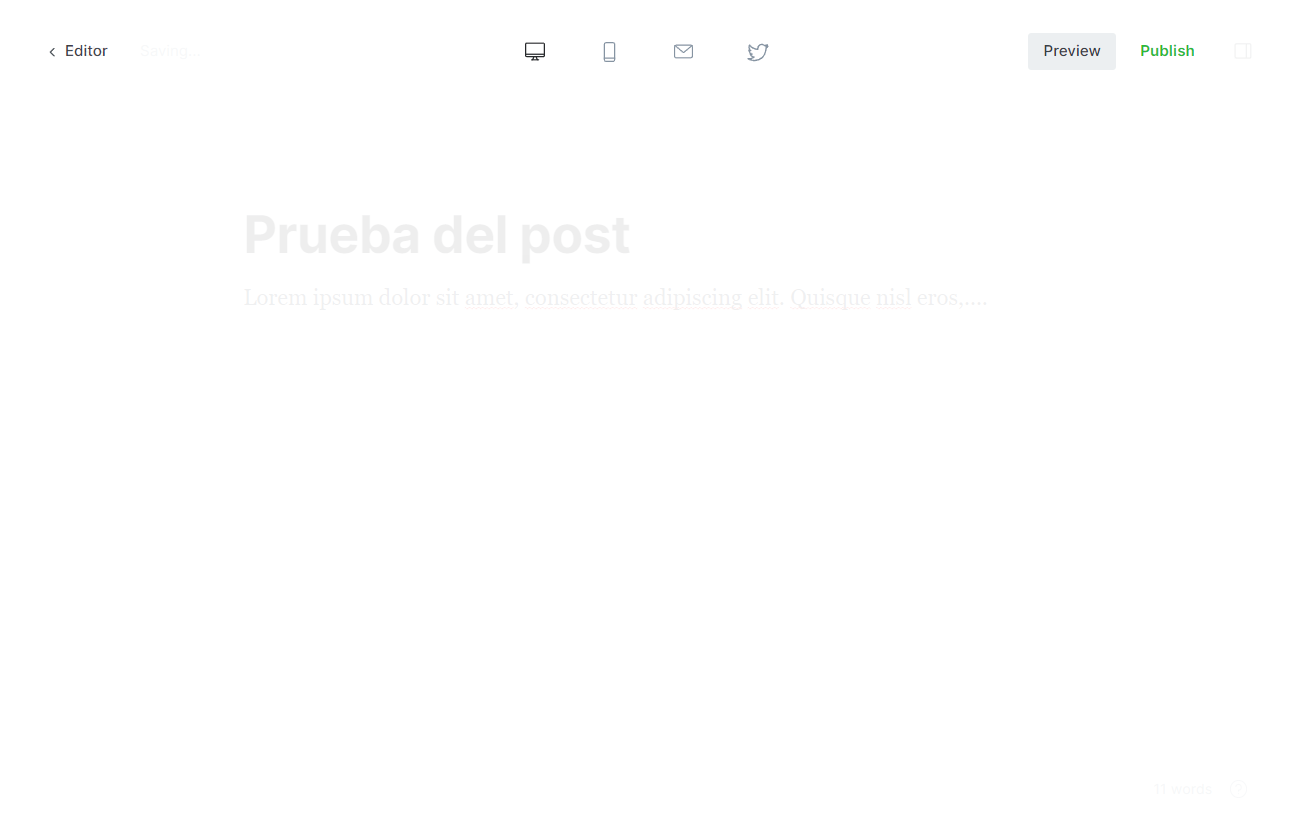 Editor Saving... Preview Publish
Prueba del post
Lorem ipsum dolor sit amet, consectetur adipiscing elit. Quisque nisl eros,....
11 words